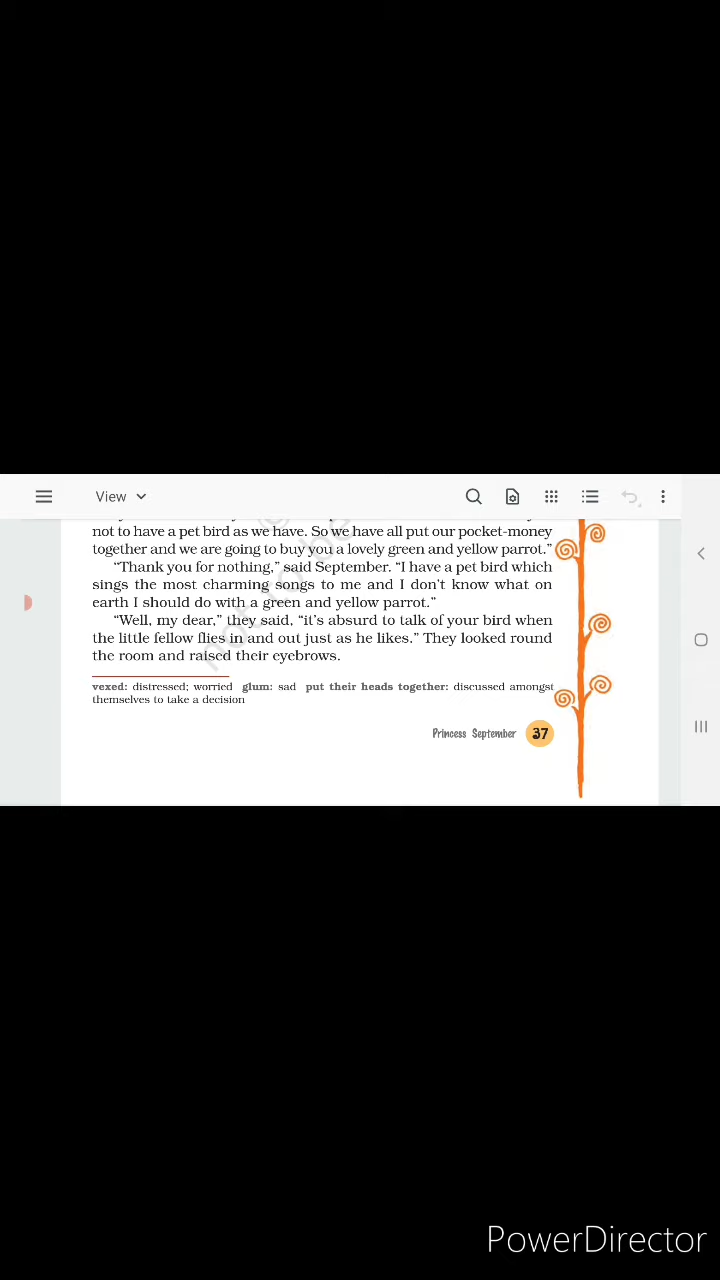 View
not to have a pet bird as we have. So we have all put our pocket-money
together and we are going to buy you a lovely green and yellow parrot.”
“Thank you for nothing,” said September. “I have a pet bird which
sings the most charming songs to me and I don’t know what on
earth I should do with a green and yellow parrot.”
“Well, my dear,” they said, “it’s absurd to talk of your bird when
the little fellow flies in and out just as he likes.” They looked round
the room and raised their eyebrows.
vexed: distressed; worried glum: sad put their heads together: discussed amongst
themselves to take a decision
Princess September 37
not to be
PowerDirector